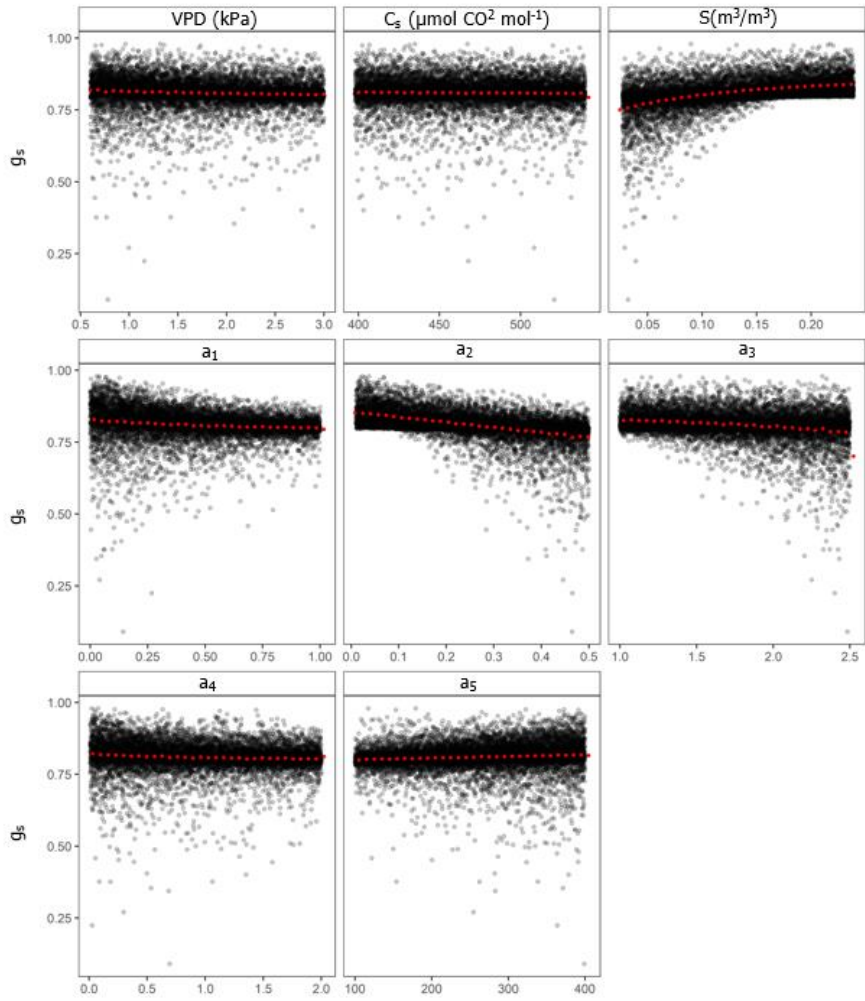 VPD (kPa) C_s (µmol CO² mol⁻¹) S(m³/m³)
1.00
0.75
0.50
0.25
g_s
0.5 1.0 1.5 2.0 2.5 3.0 400 450 500 0.05 0.10 0.15 0.20
a₁ a₂ a₃
1.00
0.75
0.50
0.25
g_s
0.00 0.25 0.50 0.75 1.00 0.0 0.1 0.2 0.3 0.4 0.5 1.0 1.5 2.0 2.5
a₄ a₅
1.00
0.75
0.50
0.25
g_s
0.0 0.5 1.0 1.5 2.0 100 200 300 400